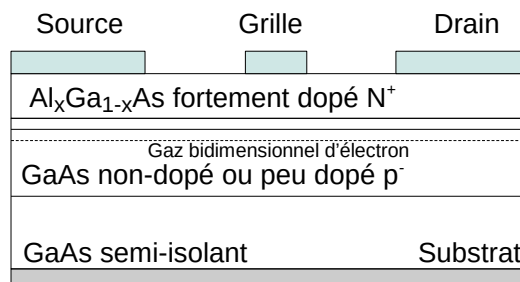 Source Grille Drain
AlxGa1-xAs fortement dopé N+
Gaz bidimensionnel d'électron
GaAs non-dopé ou peu dopé p-
GaAs semi-isolant Substrat